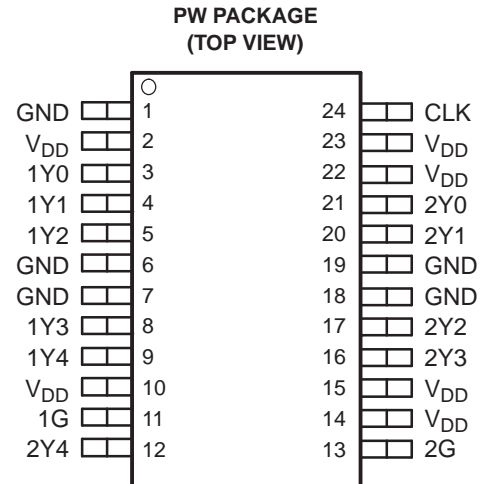 PW PACKAGE
(TOP VIEW)
GND 1 24 CLK
VDD 2 23 VDD
1Y0 3 22 VDD
1Y1 4 21 2Y0
1Y2 5 20 2Y1
GND 6 19 GND
GND 7 18 GND
1Y3 8 17 2Y2
1Y4 9 16 2Y3
VDD 10 15 VDD
1G 11 14 VDD
2Y4 12 13 2G